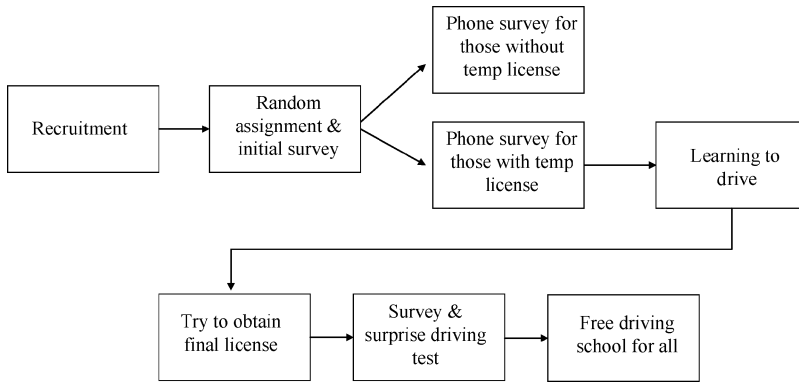 Recruitment
Random
assignment &
initial survey
Phone survey for
those without
temp license
Phone survey for
those with temp
license
Learning to
drive
Try to obtain
final license
Survey &
surprise driving
test
Free driving
school for all